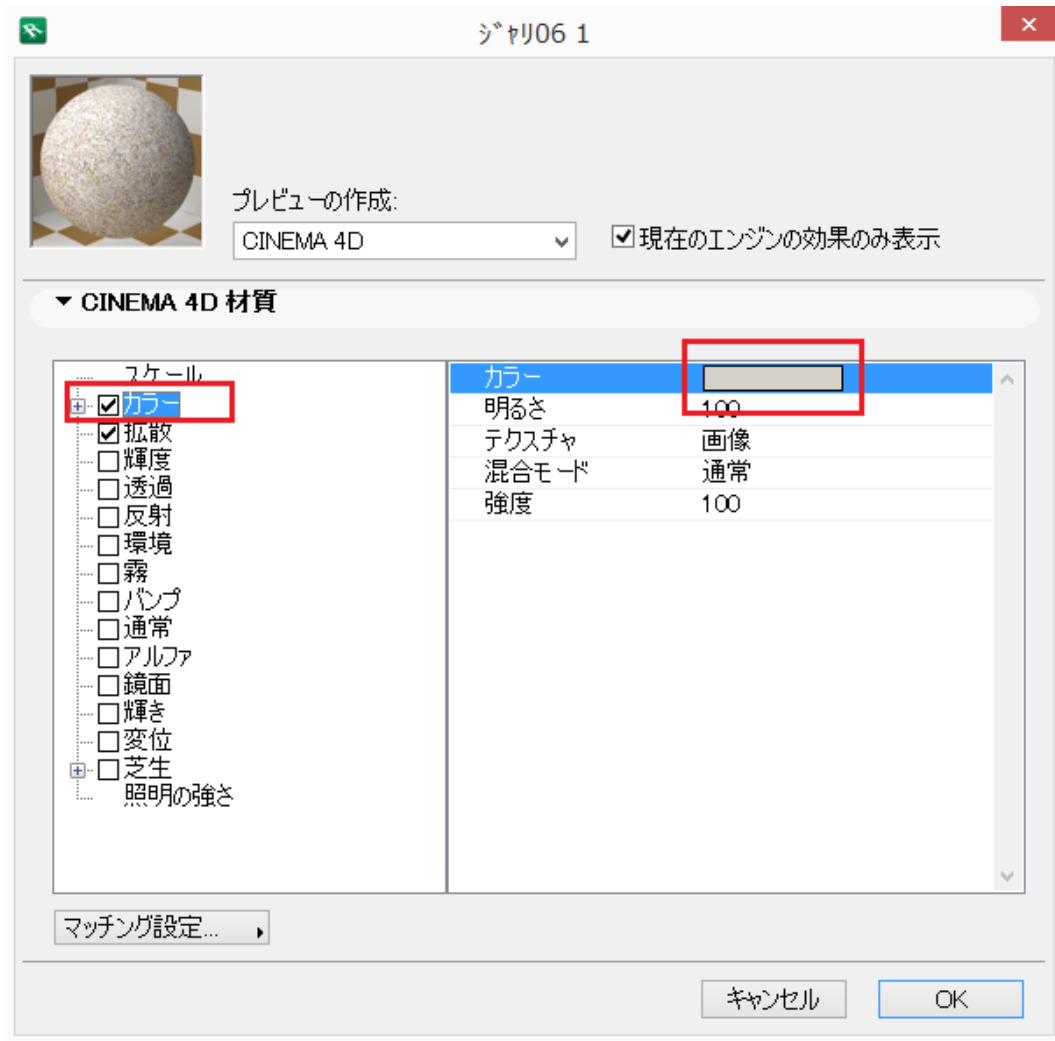 ジャリ06 1
プレビューの作成:
CINEMA 4D
現在のエンジンの効果のみ表示
CINEMA 4D 材質
スケール
カラー
拡散
輝度
透過
反射
環境
霧
バンプ
通常
アルファ
鏡面
輝き
変位
芝生
照明の強さ
カラー
明るさ 100
テクスチャ 画像
混合モード 通常
強度 100
マッチング設定...
キャンセル OK